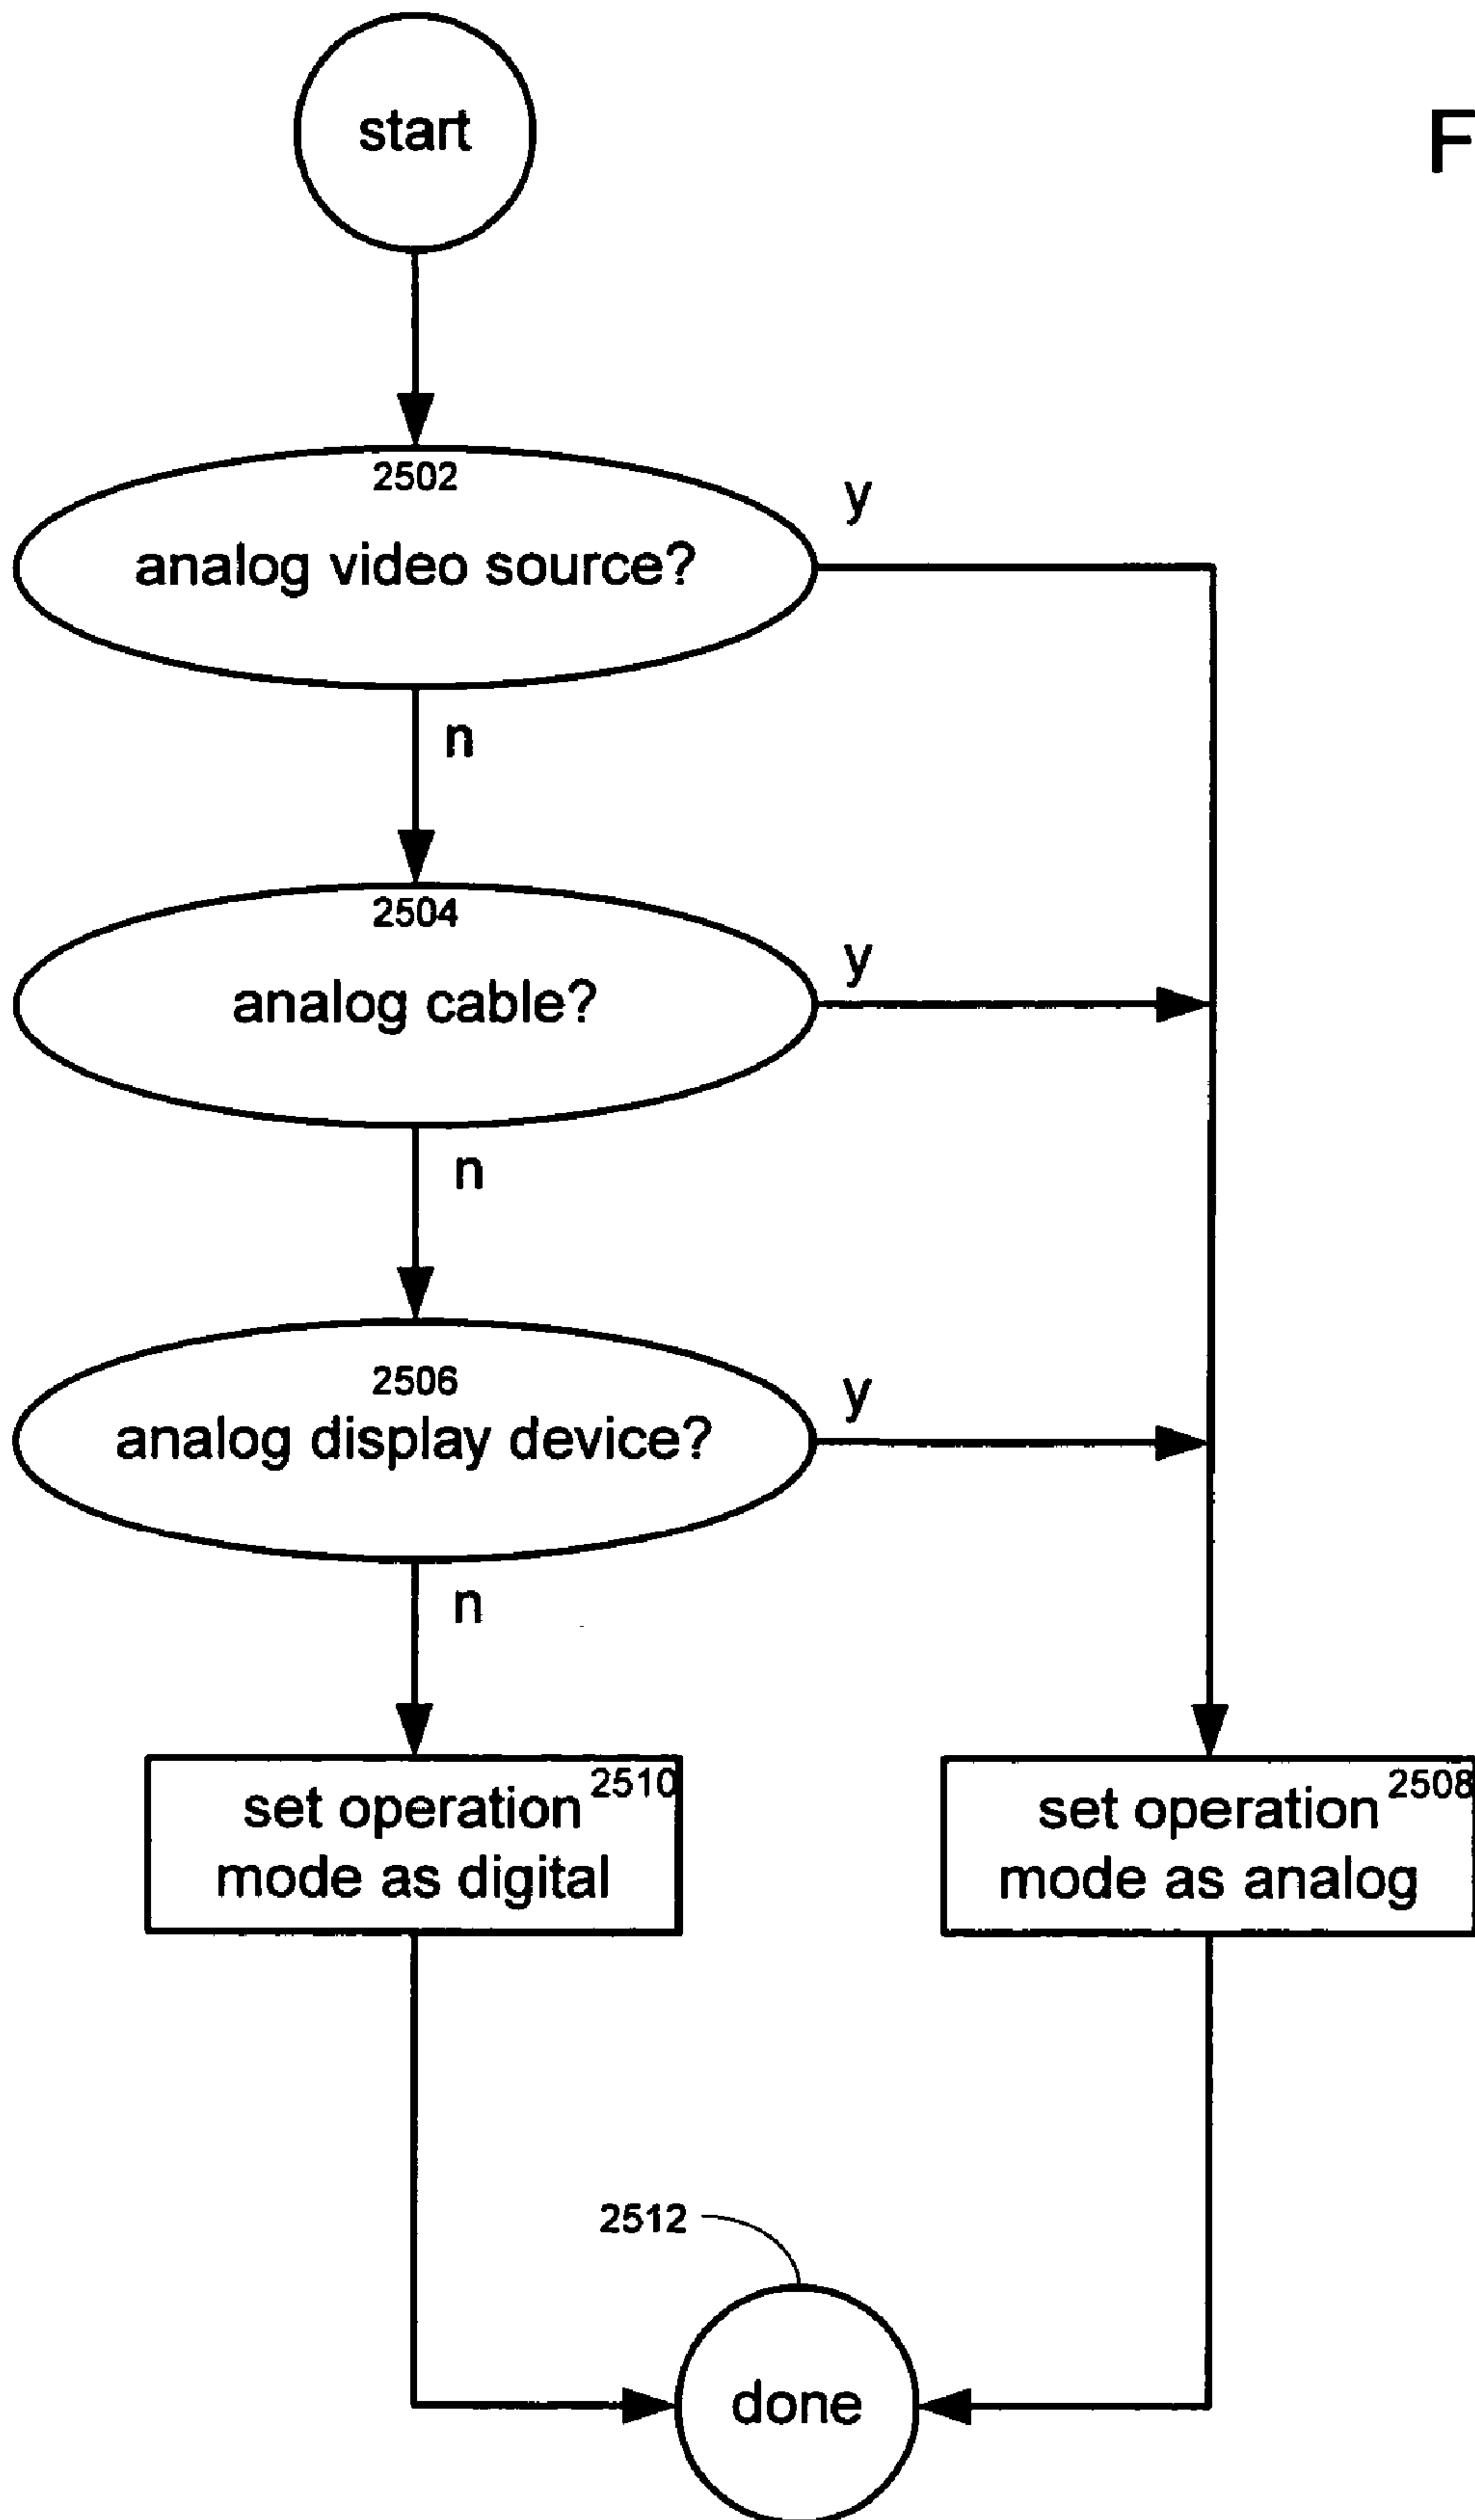 start
F
2502
y
analog video source?
n
2504
y
analog cable?
n
2506
y
analog display device?
n
2510
set operation
mode as digital
2508
set operation
mode as analog
2512
done